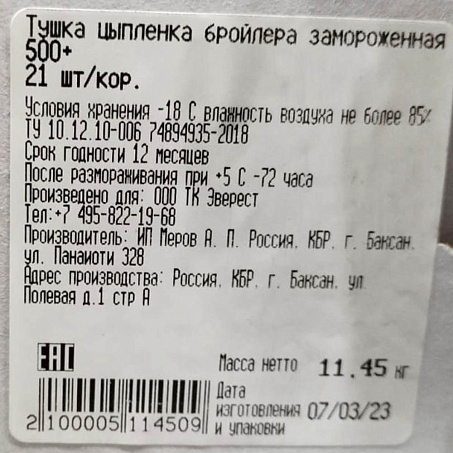 Тушка цыпленка бройлера замороженная
500+
21 шт/кор.
Условия хранения -18 С влажность воздуха не более 85%
ТУ 10.12.10-006 74894935-2018
Срок годности 12 месяцев
После размораживания при +5 С -72 часа
Произведено для: ООО ТК Эверест
Тел:+7 495-822-19-68
Производитель: ИП Меров А. П. Россия, КБР, г. Баксан,
ул. Панаиоти 328
Адрес производства: Россия, КБР, г. Баксан, ул.
Полевая д.1 стр А
ЕАС
Масса нетто 11.45 кг
Дата
изготовления 07/03/23
и упаковки
2 100005 114509